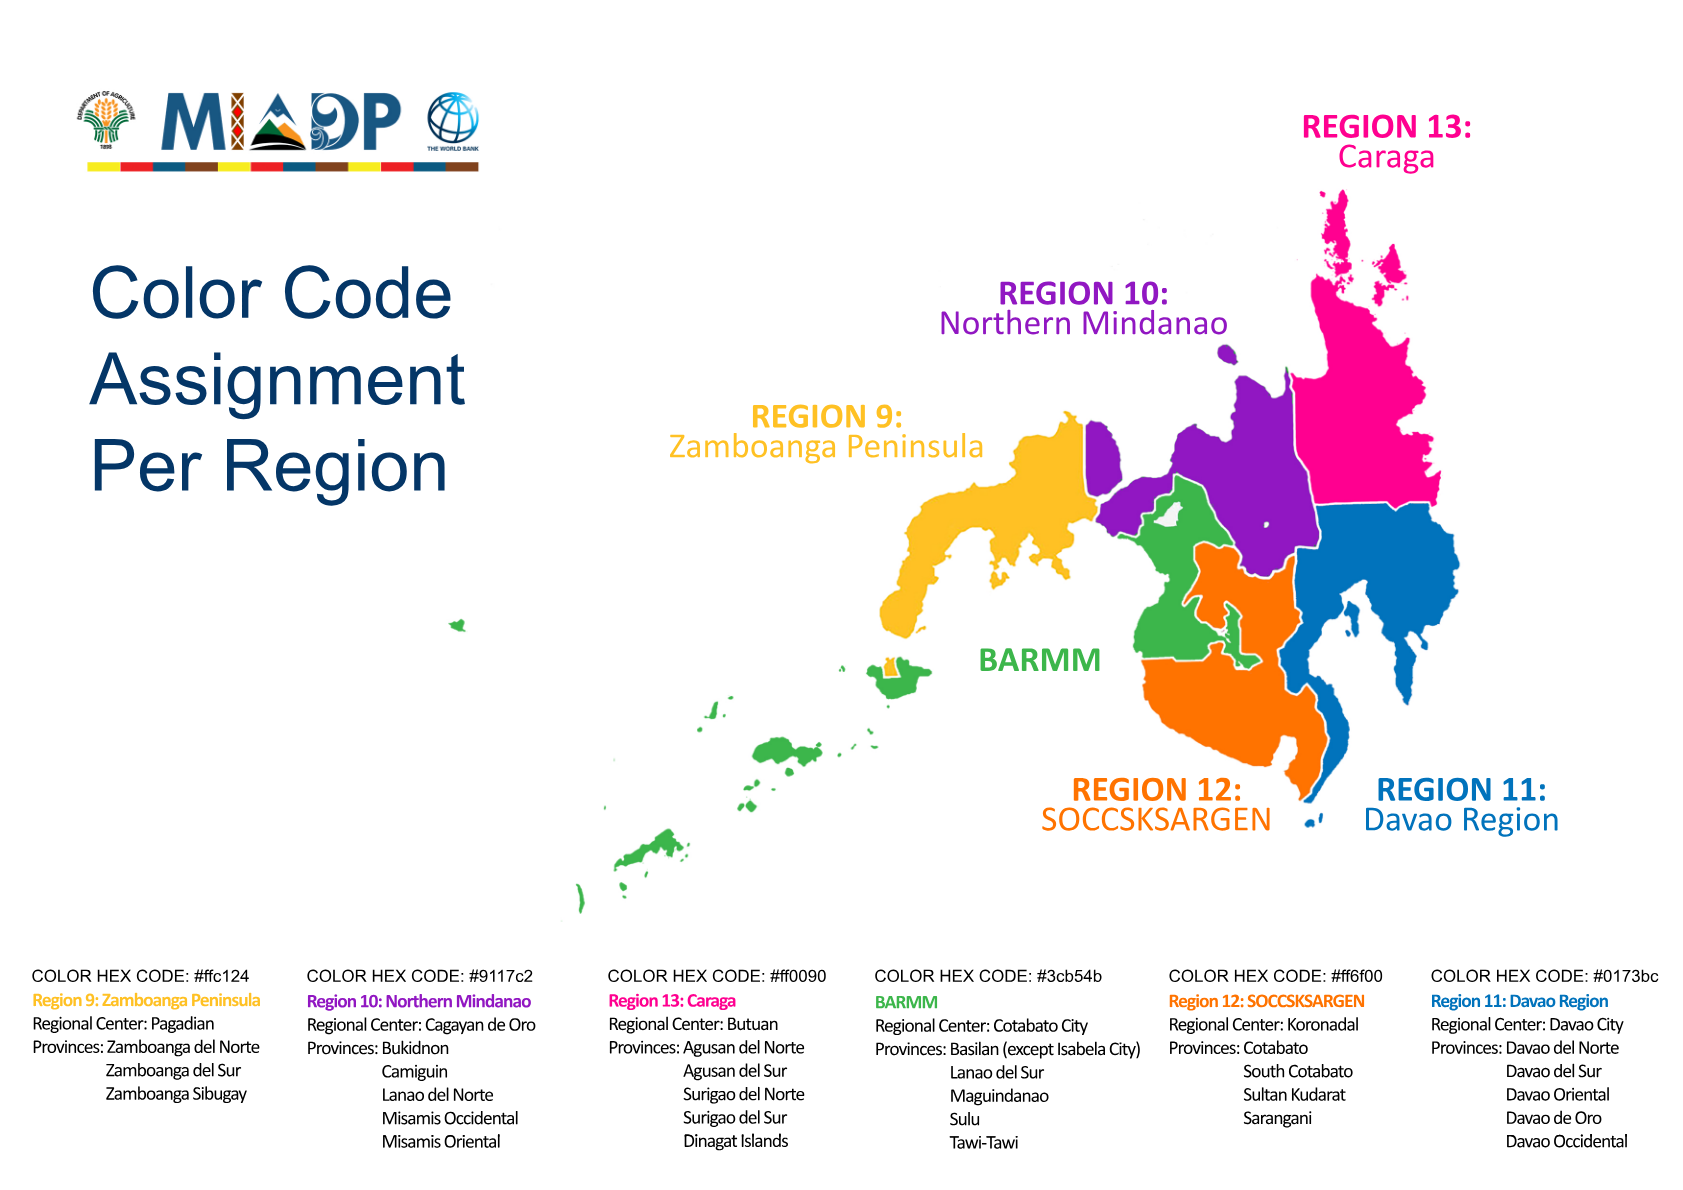 DEPARTMENT OF AGRICULTURE
1898
MIADP
THE WORLD BANK
Color Code
Assignment
Per Region
REGION 13:
Caraga
REGION 10:
Northern Mindanao
REGION 9:
Zamboanga Peninsula
BARMM
REGION 12:
SOCCSKSARGEN
REGION 11:
Davao Region
COLOR HEX CODE: #ffc124
Region 9: Zamboanga Peninsula
Regional Center: Pagadian
Provinces: Zamboanga del Norte
Zamboanga del Sur
Zamboanga Sibugay
COLOR HEX CODE: #9117c2
Region 10: Northern Mindanao
Regional Center: Cagayan de Oro
Provinces: Bukidnon
Camiguin
Lanao del Norte
Misamis Occidental
Misamis Oriental
COLOR HEX CODE: #ff0090
Region 13: Caraga
Regional Center: Butuan
Provinces: Agusan del Norte
Agusan del Sur
Surigao del Norte
Surigao del Sur
Dinagat Islands
COLOR HEX CODE: #3cb54b
BARMM
Regional Center: Cotabato City
Provinces: Basilan (except Isabela City)
Lanao del Sur
Maguindanao
Sulu
Tawi-Tawi
COLOR HEX CODE: #ff6f00
Region 12: SOCCSKSARGEN
Regional Center: Koronadal
Provinces: Cotabato
South Cotabato
Sultan Kudarat
Sarangani
COLOR HEX CODE: #0173bc
Region 11: Davao Region
Regional Center: Davao City
Provinces: Davao del Norte
Davao del Sur
Davao Oriental
Davao de Oro
Davao Occidental